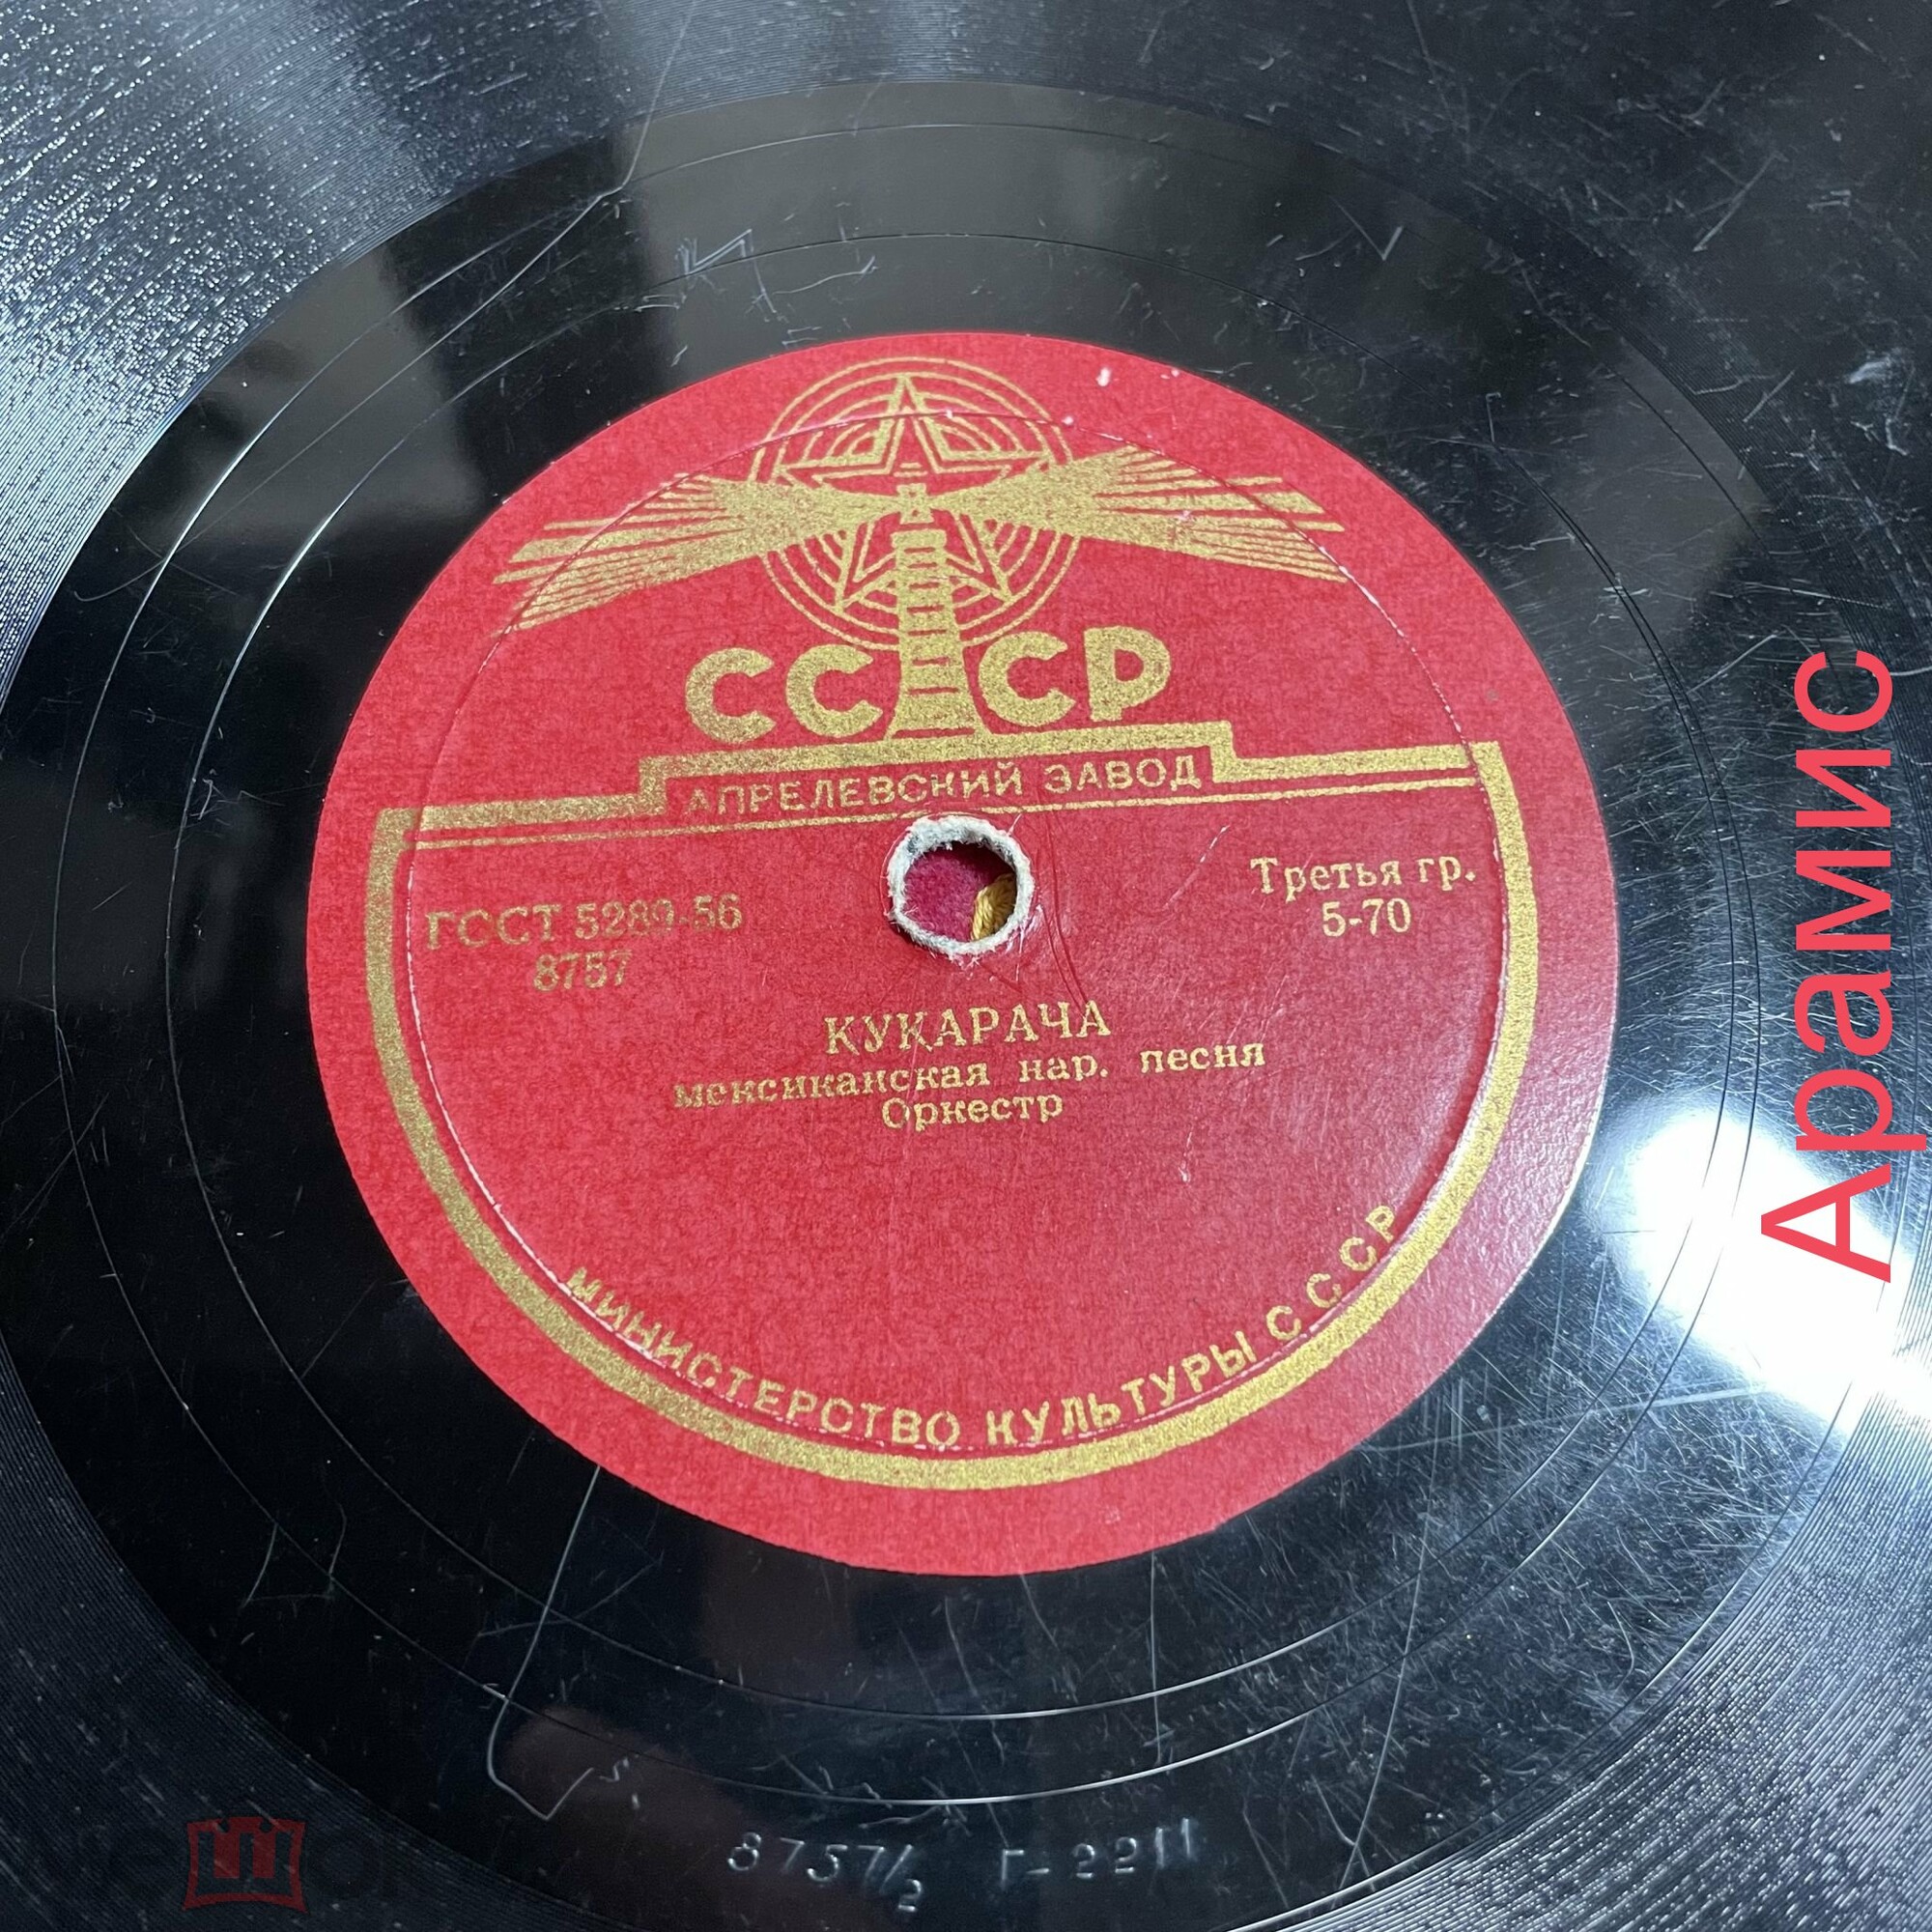 СССР
АПРЕЛЕВСКИЙ ЗАВОД
ГОСТ 5289-56
8757
Третья гр.
5-70
КУКАРАЧА
мексиканская нар. песня
Оркестр
МИНИСТЕРСТВО КУЛЬТУРЫ СССР
8757/2 Г-2211
Арамис